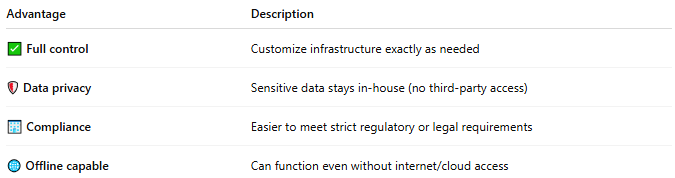 Advantage Description
Full control Customize infrastructure exactly as needed
Data privacy Sensitive data stays in-house (no third-party access)
Compliance Easier to meet strict regulatory or legal requirements
Offline capable Can function even without internet/cloud access